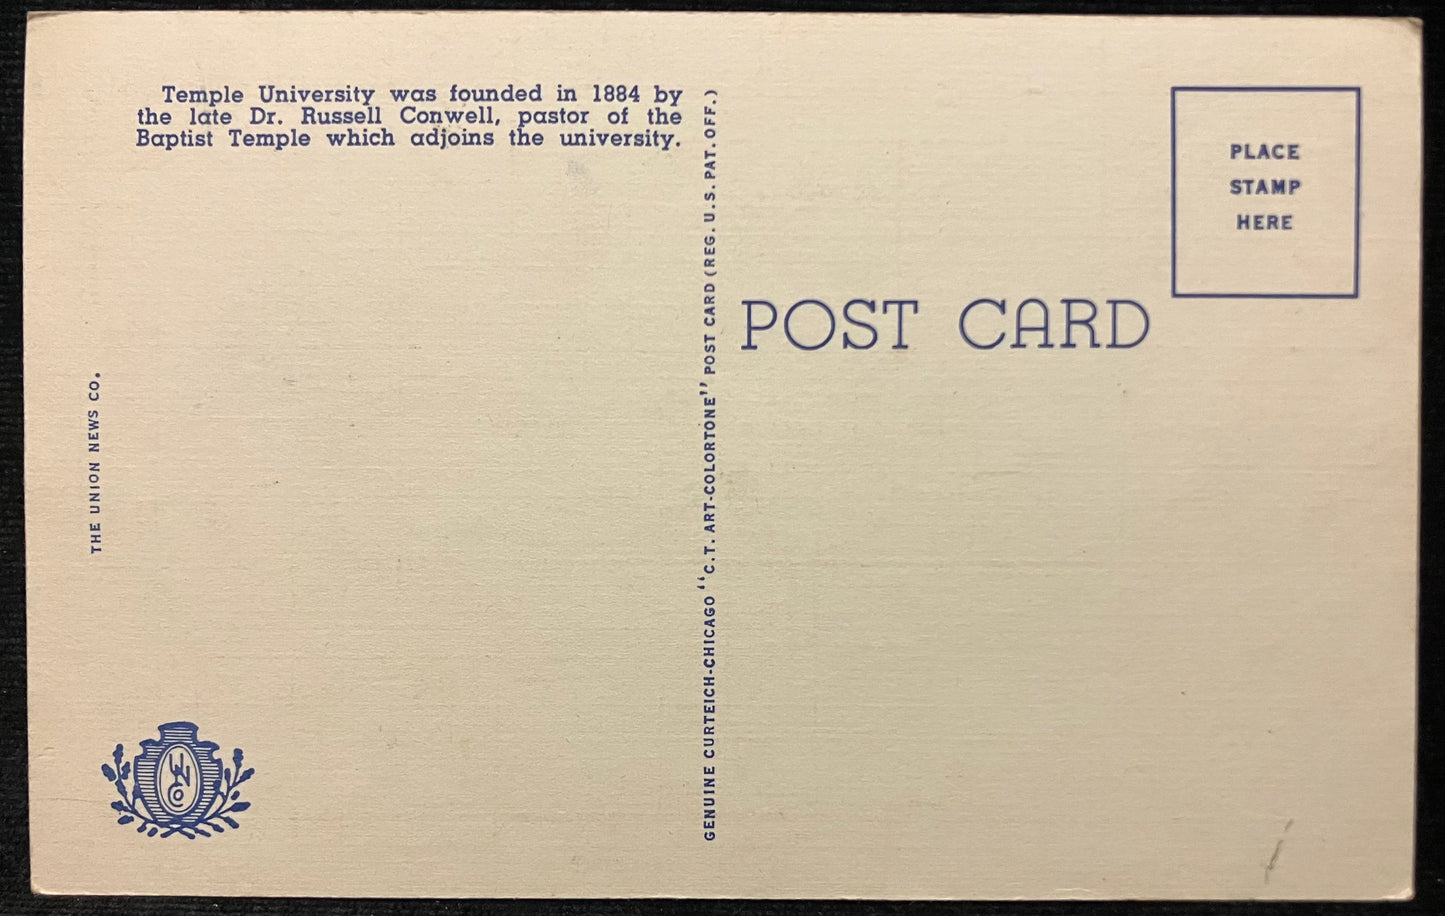 Temple University was founded in 1884 by
the late Dr. Russell Conwell, pastor of the
Baptist Temple which adjoins the university.
THE UNION NEWS CO.
UN
Co
GENUINE CURTEICH-CHICAGO "C.T. ART-COLORTONE" POST CARD (REG. U.S. PAT. OFF.)
POST CARD
PLACE
STAMP
HERE